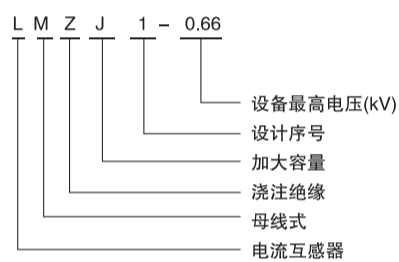 L M Z J 1 - 0.66
设备最高电压(kV)
设计序号
加大容量
浇注绝缘
母线式
电流互感器